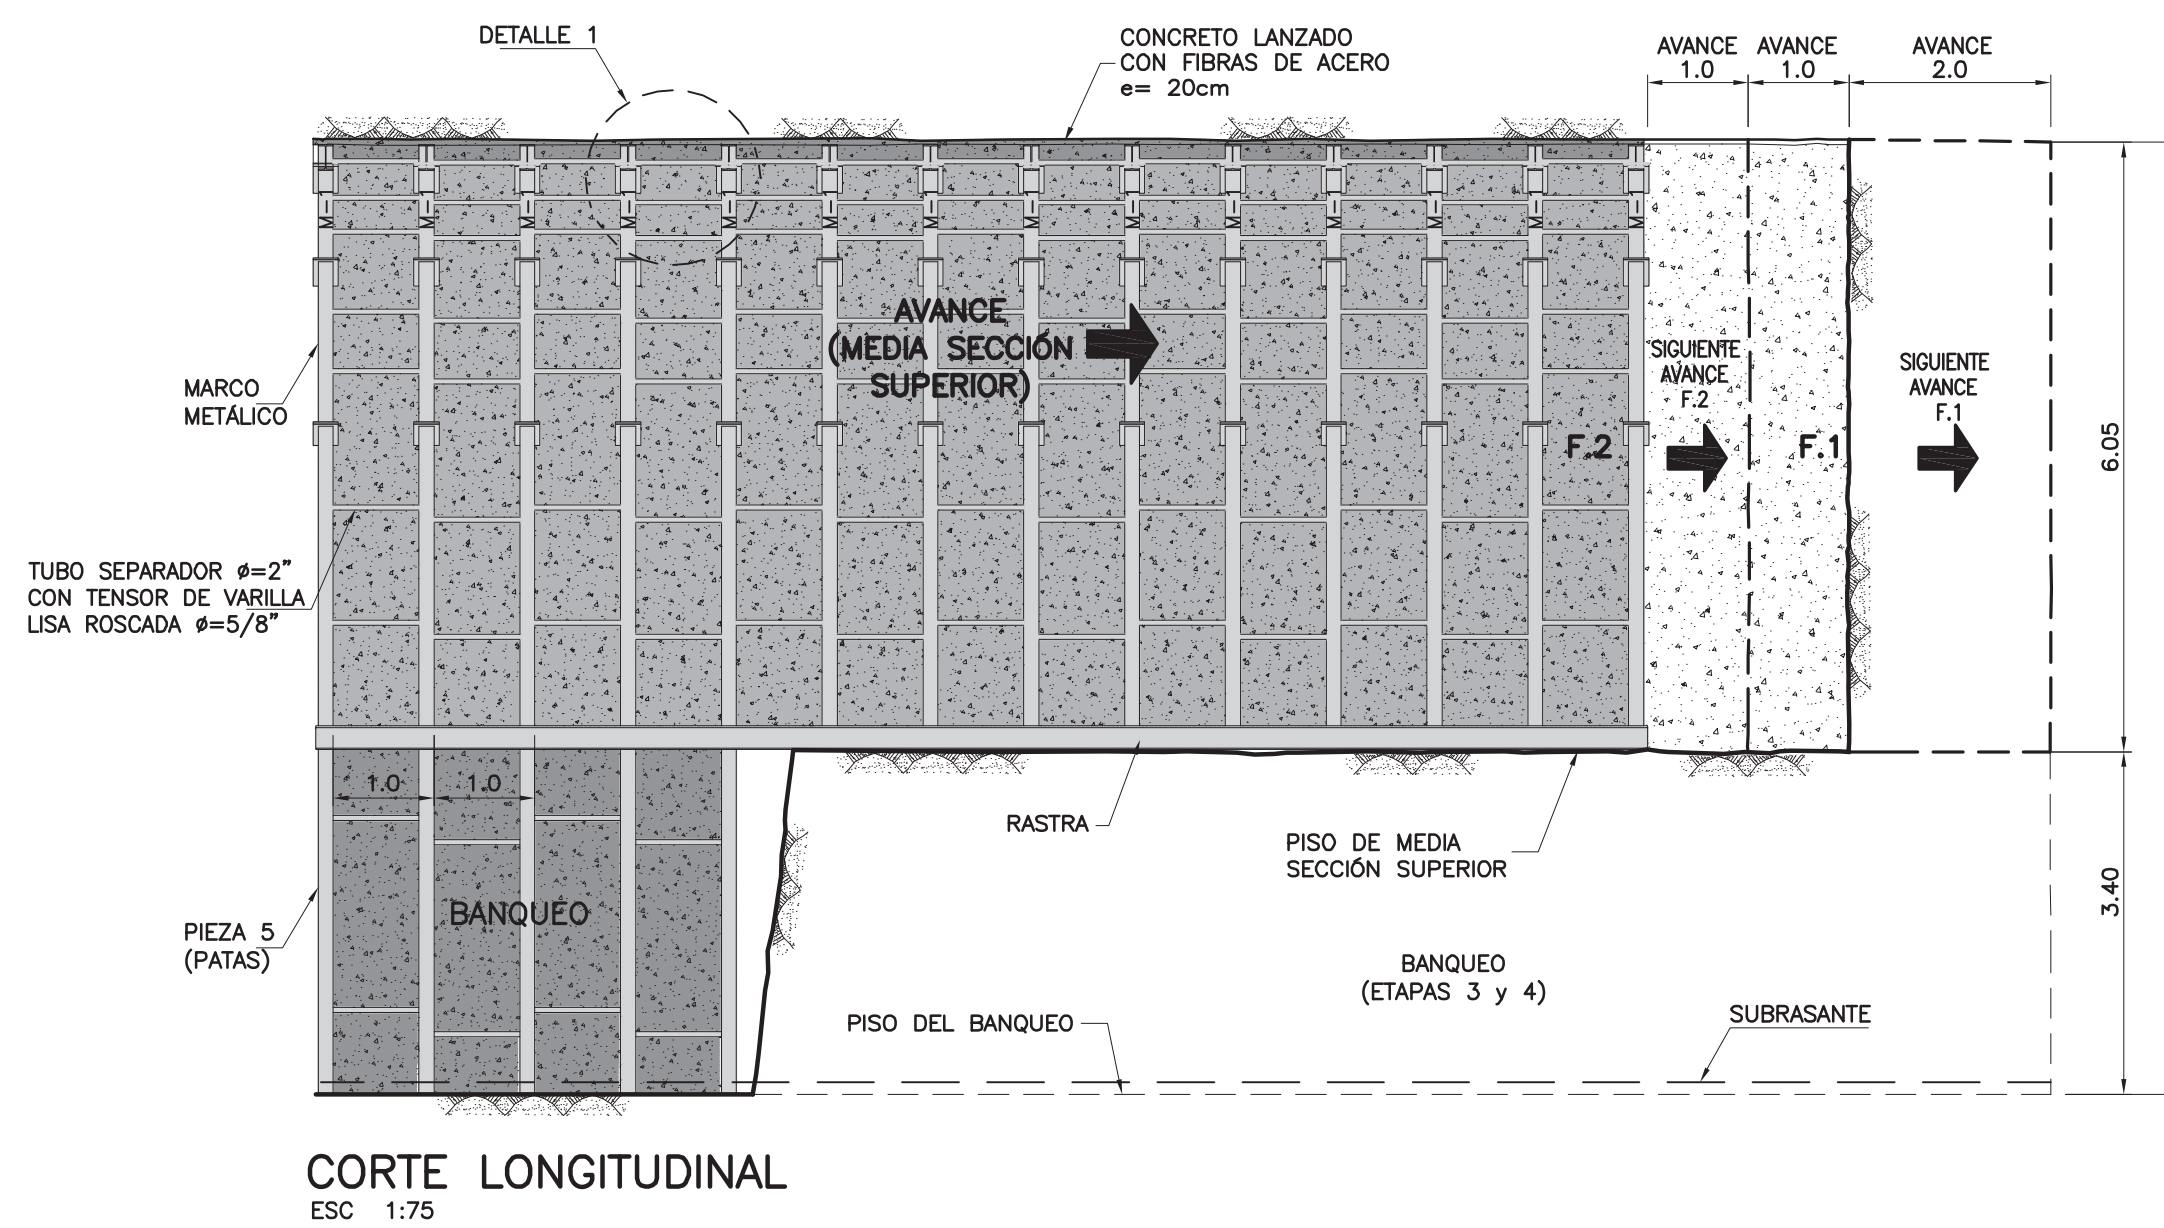 DETALLE 1
CONCRETO LANZADO
CON FIBRAS DE ACERO
e= 20cm
AVANCE
1.0
AVANCE
1.0
AVANCE
2.0
AVANCE
(MEDIA SECCIÓN
SUPERIOR)
MARCO
METÁLICO
SIGUIENTE
AVANCE
F.2
SIGUIENTE
AVANCE
F.1
F.2
F.1
6.05
TUBO SEPARADOR ø=2”
CON TENSOR DE VARILLA
LISA ROSCADA ø=5/8”
1.0
1.0
RASTRA
PISO DE MEDIA
SECCIÓN SUPERIOR
3.40
BANQUEO
PIEZA 5
(PATAS)
BANQUEO
(ETAPAS 3 y 4)
PISO DEL BANQUEO
SUBRASANTE
CORTE LONGITUDINAL
ESC 1:75